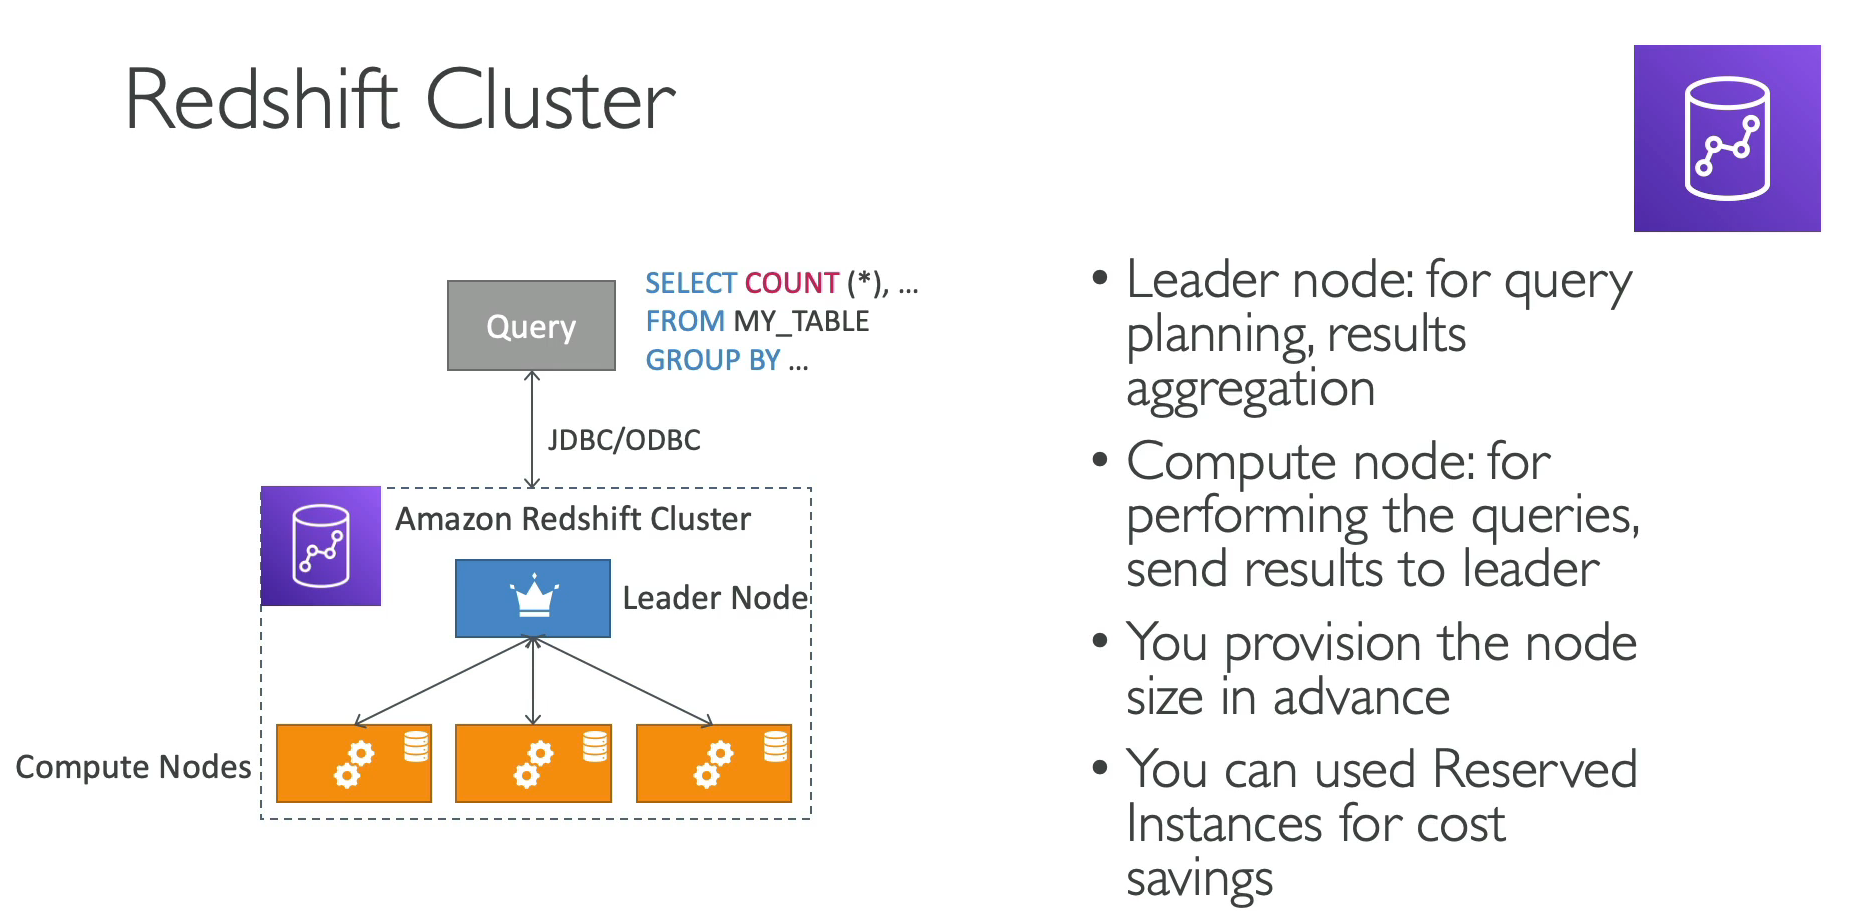 Redshift Cluster
Query
SELECT COUNT (*), ...
FROM MY_TABLE
GROUP BY ...
JDBC/ODBC
Amazon Redshift Cluster
Leader Node
Compute Nodes
• Leader node: for query
planning, results
aggregation
• Compute node: for
performing the queries,
send results to leader
• You provision the node
size in advance
• You can used Reserved
Instances for cost
savings